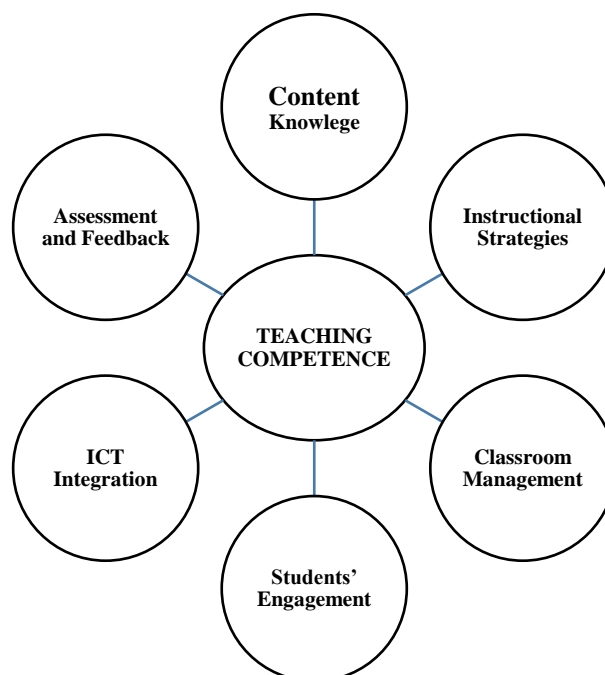 Content
Knowlege
Assessment
and Feedback
Instructional
Strategies
TEACHING
COMPETENCE
ICT
Integration
Classroom
Management
Students’
Engagement